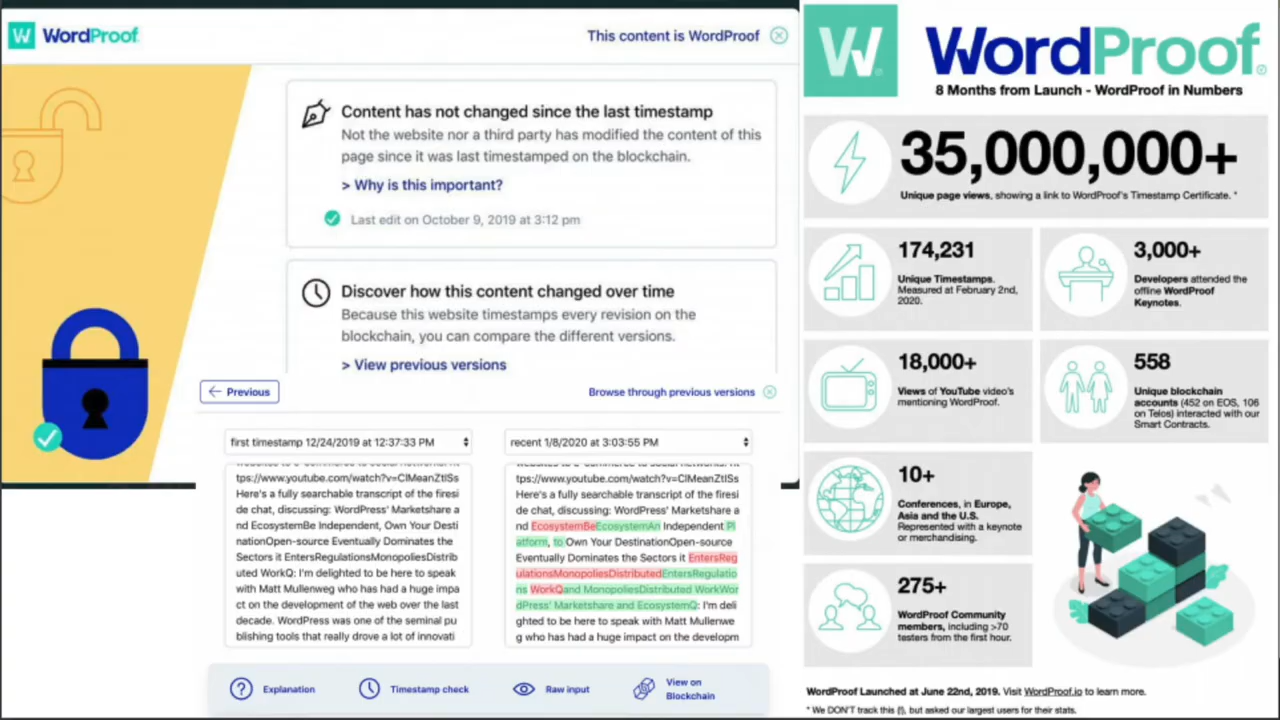 WordProof
This content is WordProof
Content has not changed since the last timestamp
Not the website nor a third party has modified the content of this
page since it was last timestamped on the blockchain.
> Why is this important?
Last edit on October 9, 2019 at 3:12 pm
Discover how this content changed over time
Because this website timestamps every revision on the
blockchain, you can compare the different versions.
> View previous versions
Previous
Browse through previous versions
first timestamp 12/24/2019 at 12:37:33 PM
tps://www.youtube.com/watch?v=ClMeanZtISs
Here's a fully searchable transcript of the firesi
de chat, discussing: WordPress' Marketshare a
nd EcosystemBe Independent, Own Your Desti
nationOpen-source Eventually Dominates the
Sectors it EntersRegulationsMonopoliesDistrib
uted WorkQ: I'm delighted to be here to speak
with Matt Mullenweg who has had a huge impa
ct on the development of the web over the last
decade. WordPress was one of the seminal pu
blishing tools that really drove a lot of innovati
recent 1/8/2020 at 3:03:55 PM
tps://www.youtube.com/watch?v=ClMeanZtISs
Here's a fully searchable transcript of the firesi
de chat, discussing: WordPress' Marketshare a
nd EcosystemBeEcosystemAn Independent Pl
atform, to Own Your DestinationOpen-source
Eventually Dominates the Sectors it EntersReg
ulationsMonopoliesDistributedEntersRegulatio
ns WorkQand MonopoliesDistributed WorkWor
dPress' Marketshare and EcosystemQ: I'm deli
ghted to be here to speak with Matt Mullenwe
g who has had a huge impact on the developm
Explanation
Timestamp check
Raw input
View on
Blockchain
W
WordProof
8 Months from Launch - WordProof in Numbers
35,000,000+
Unique page views, showing a link to WordProof's Timestamp Certificate. *
174,231
Unique Timestamps.
Measured at February 2nd,
2020.
3,000+
Developers attended the
offline WordProof
Keynotes.
18,000+
Views of YouTube video's
mentioning WordProof.
558
Unique blockchain
accounts (452 on EOS, 106
on Telos) interacted with our
Smart Contracts.
10+
Conferences, in Europe,
Asia and the U.S.
Represented with a keynote
or merchandising.
275+
WordProof Community
members, including >70
testers from the first hour.
WordProof Launched at June 22nd, 2019. Visit WordProof.io to learn more.
* We DON'T track this (!), but asked our largest users for their stats.